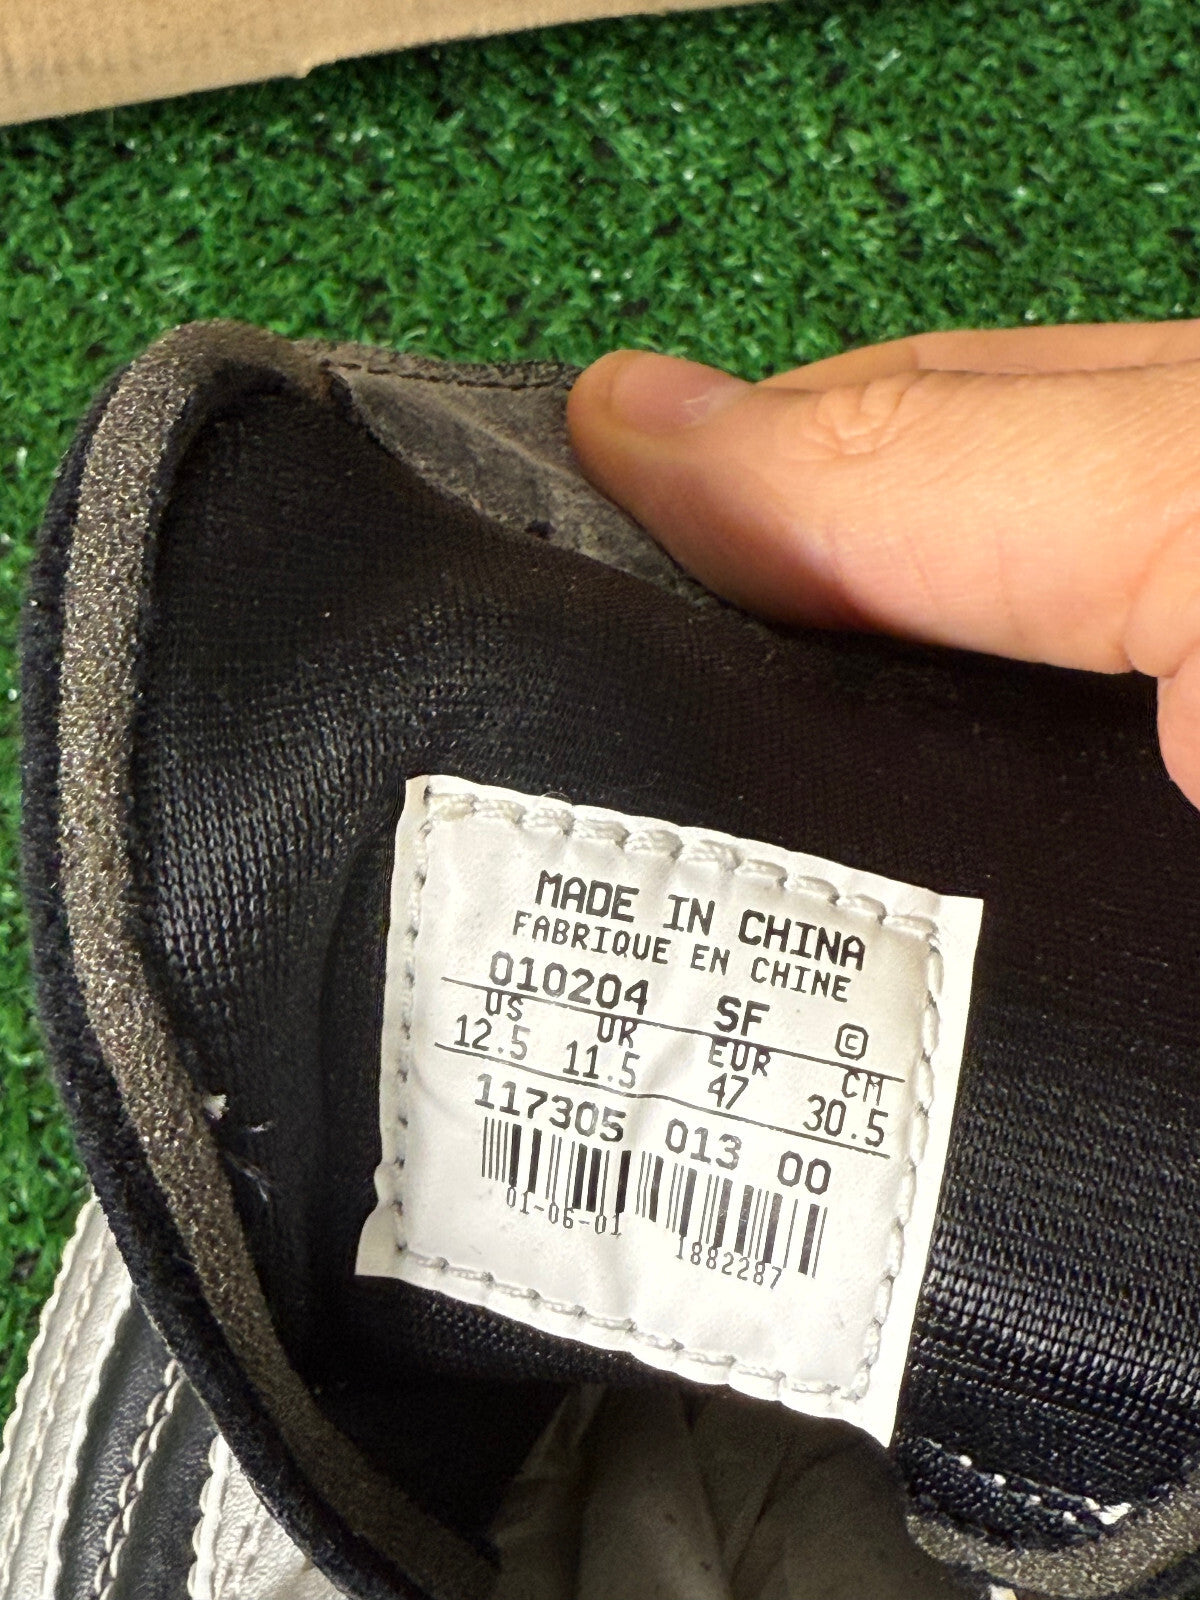 MADE IN CHINA
FABRIQUE EN CHINE
010204 SF ©
US UK EUR CM
12.5 11.5 47 30.5
117305 013 00
01-06-01 1882287